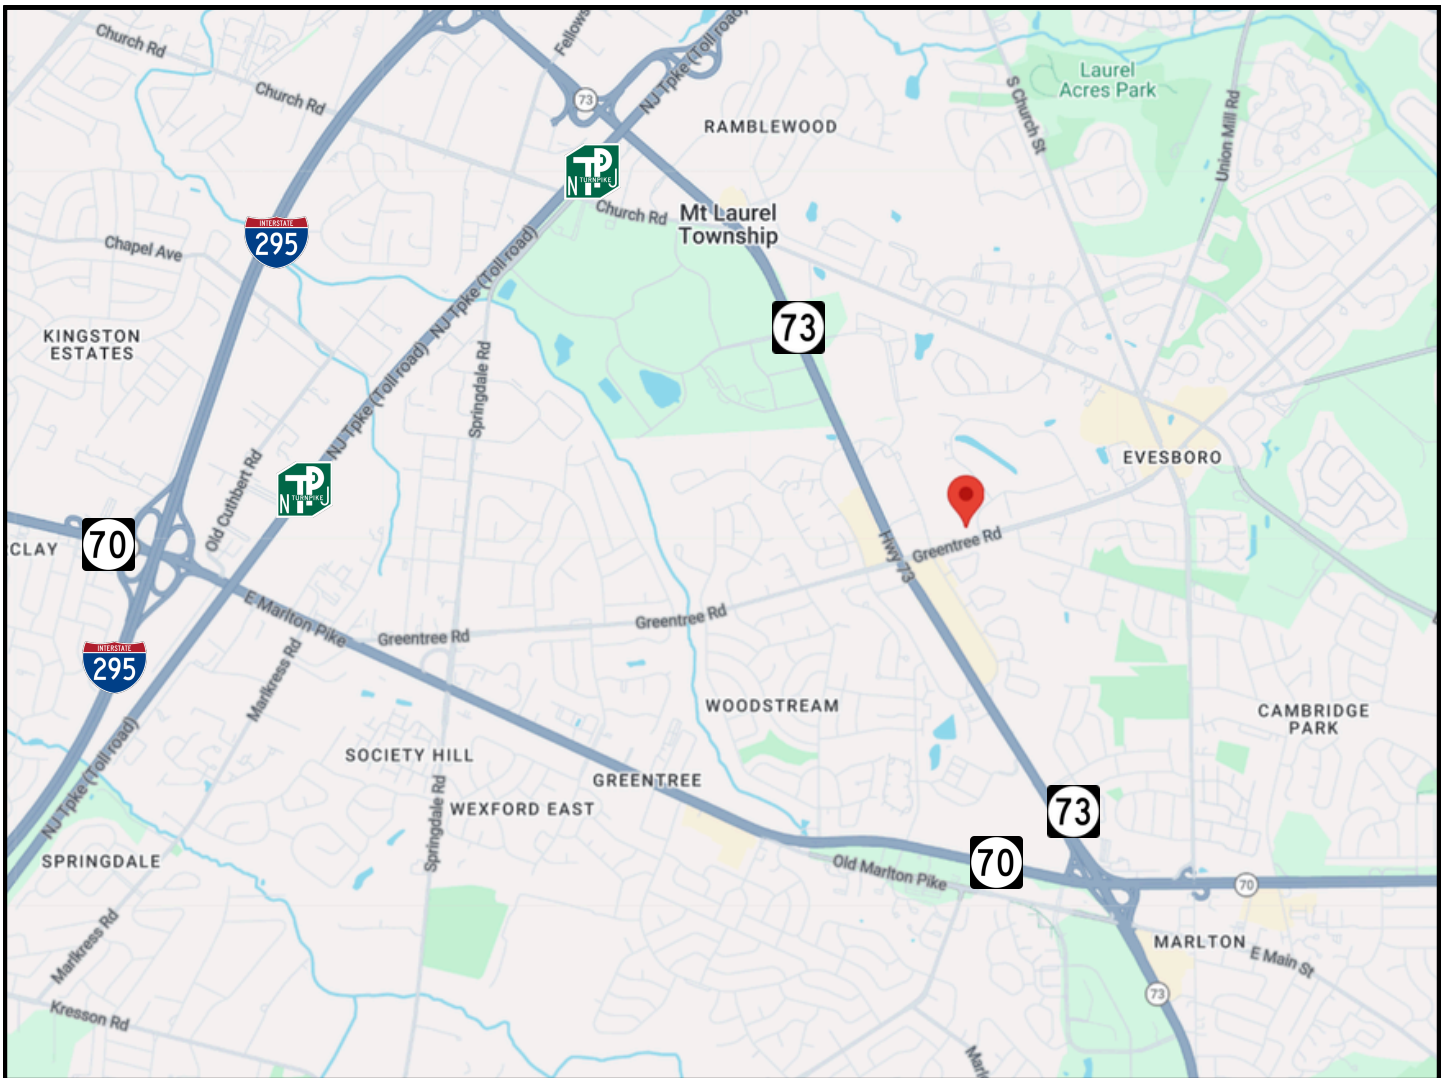 Church Rd
Fellows
NJ Tpke (Toll road)
73
Church Rd
Laurel
Acres Park
S Church St
Union Mill Rd
RAMBLEWOOD
NTPJ
TURNPIKE
Church Rd
Mt Laurel
Township
INTERSTATE
295
Chapel Ave
NJ Tpke (Toll road)
NJ Tpke (Toll road)
73
KINGSTON
ESTATES
Springdale Rd
EVESBORO
Old Cuthbert Rd
NTPJ
TURNPIKE
70
CLAY
Hwy 73
Greentree Rd
E Marlton Pike
Greentree Rd
Greentree Rd
INTERSTATE
295
Marlkress Rd
WOODSTREAM
CAMBRIDGE
PARK
NJ Tpke (Toll road)
SOCIETY HILL
GREENTREE
WEXFORD EAST
Springdale Rd
73
SPRINGDALE
70
Old Marlton Pike
70
MARLTON
E Main St
Marlkress Rd
73
Kresson Rd